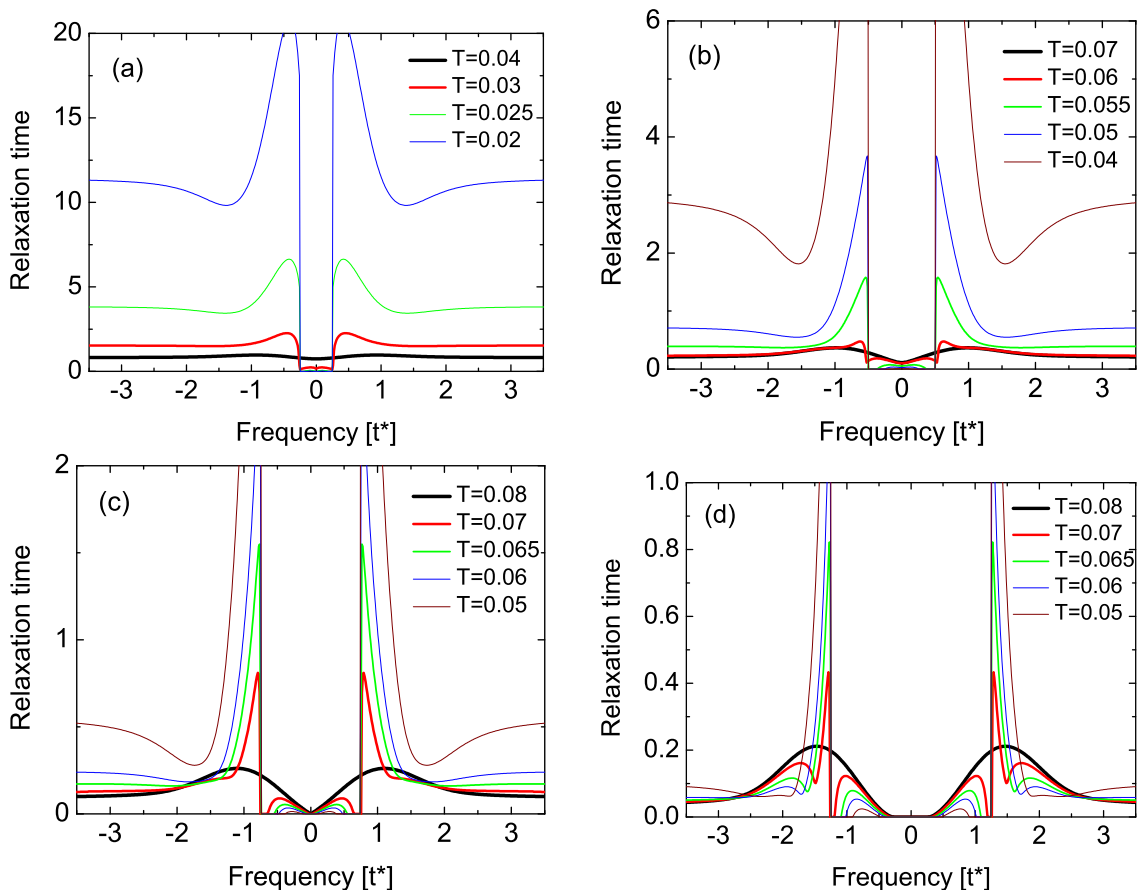 (a)
T=0.04
T=0.03
T=0.025
T=0.02
20
15
10
5
0
Relaxation time
-3 -2 -1 0 1 2 3
Frequency [t*]
(b)
T=0.07
T=0.06
T=0.055
T=0.05
T=0.04
6
4
2
0
Relaxation time
-3 -2 -1 0 1 2 3
Frequency [t*]
(c)
T=0.08
T=0.07
T=0.065
T=0.06
T=0.05
2
1
0
Relaxation time
-3 -2 -1 0 1 2 3
Frequency [t*]
(d)
T=0.08
T=0.07
T=0.065
T=0.06
T=0.05
1.0
0.8
0.6
0.4
0.2
0.0
Relaxation time
-3 -2 -1 0 1 2 3
Frequency [t*]